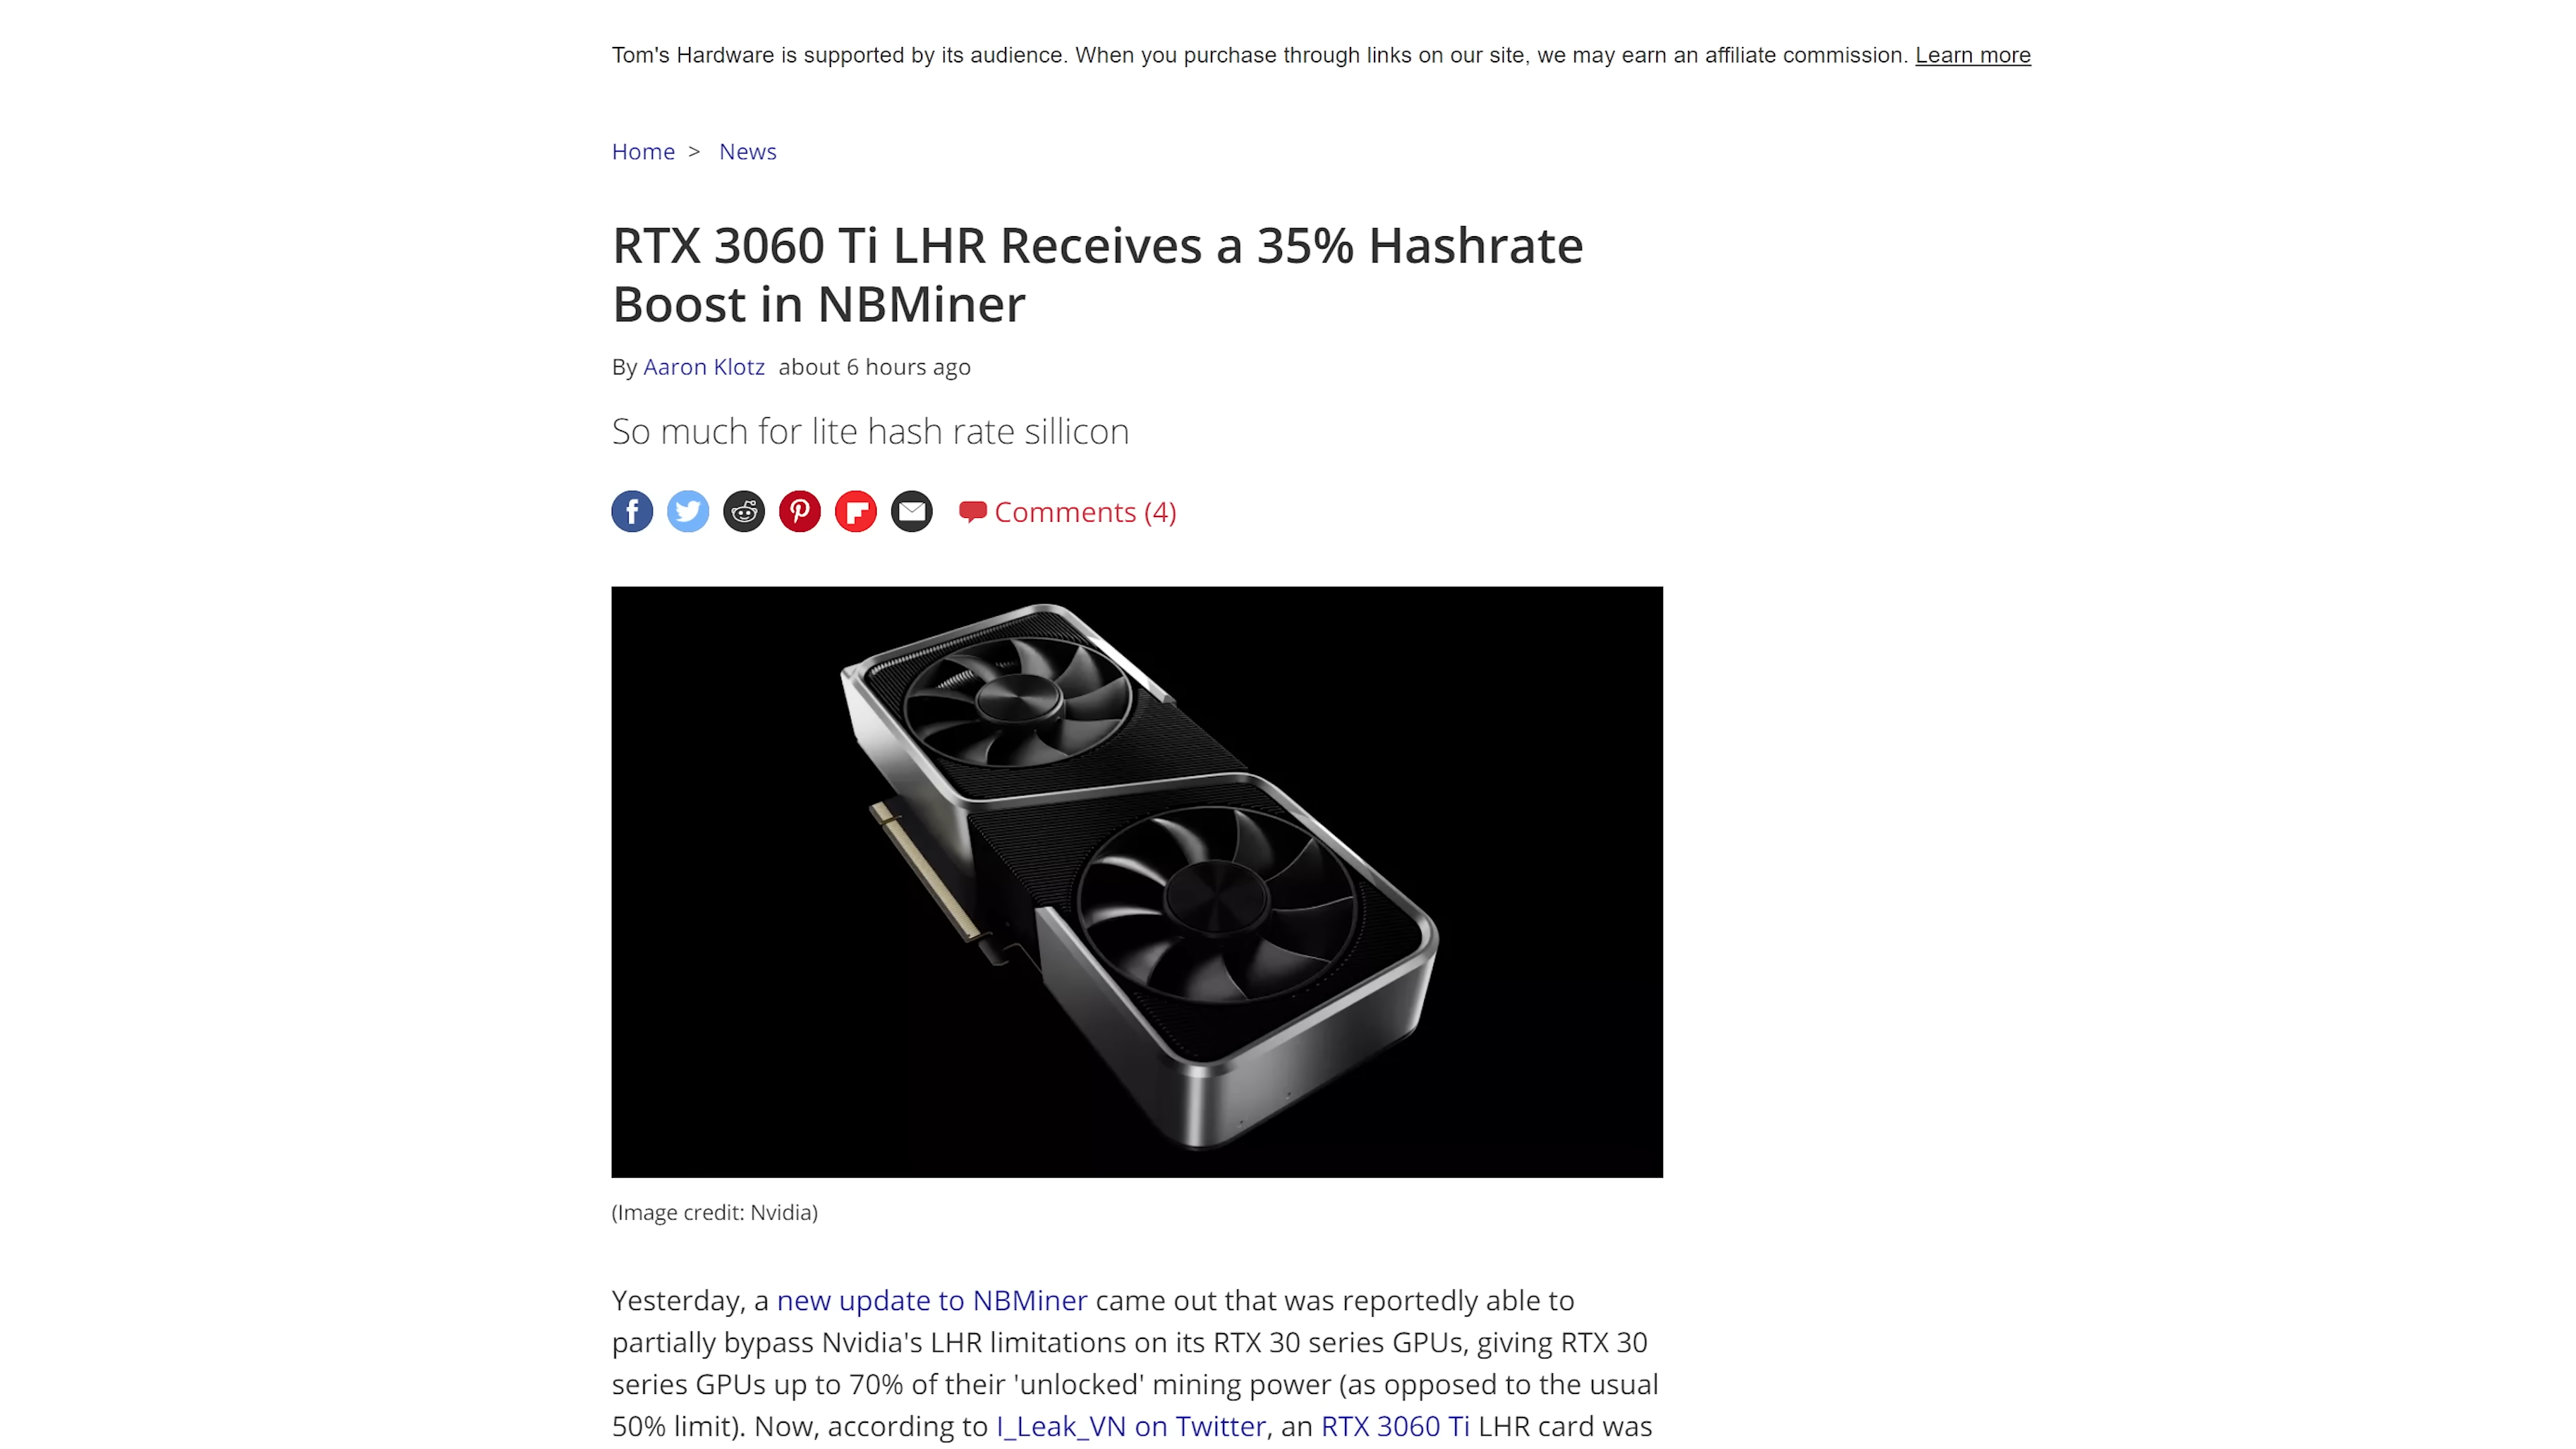 Tom's Hardware is supported by its audience. When you purchase through links on our site, we may earn an affiliate commission. Learn more
Home > News
RTX 3060 Ti LHR Receives a 35% Hashrate
Boost in NBMiner
By Aaron Klotz about 6 hours ago
So much for lite hash rate sillicon
Comments (4)
(Image credit: Nvidia)
Yesterday, a new update to NBMiner came out that was reportedly able to
partially bypass Nvidia's LHR limitations on its RTX 30 series GPUs, giving RTX 30
series GPUs up to 70% of their 'unlocked' mining power (as opposed to the usual
50% limit). Now, according to I_Leak_VN on Twitter, an RTX 3060 Ti LHR card was